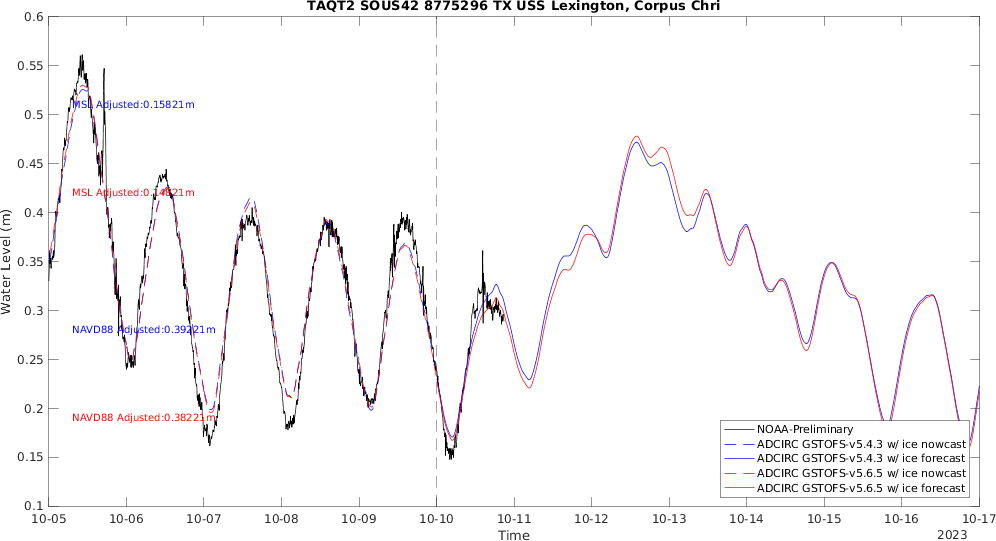 TAQT2 SOUS42 8775296 TX USS Lexington, Corpus Chri
Water Level (m)
0.6
0.55
0.5
0.45
0.4
0.35
0.3
0.25
0.2
0.15
0.1
MSL Adjusted:0.15821m
MSL Adjusted:0.14821m
NAVD88 Adjusted:0.39221m
NAVD88 Adjusted:0.38221m
NOAA-Preliminary
ADCIRC GSTOFS-v5.4.3 w/ ice nowcast
ADCIRC GSTOFS-v5.4.3 w/ ice forecast
ADCIRC GSTOFS-v5.6.5 w/ ice nowcast
ADCIRC GSTOFS-v5.6.5 w/ ice forecast
10-05 10-06 10-07 10-08 10-09 10-10 10-11 10-12 10-13 10-14 10-15 10-16 10-17
Time
2023